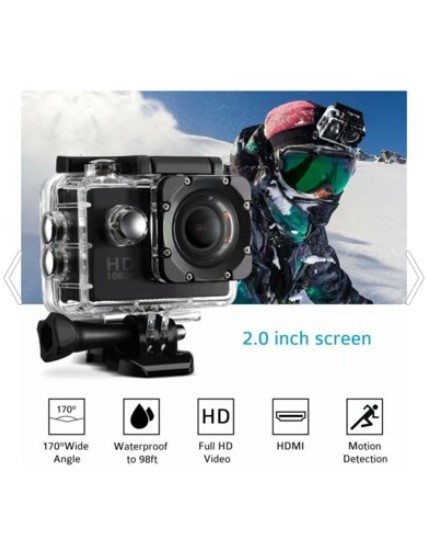 HD
1080P
2.0 inch screen
170°
HD
170°Wide
Angle
Waterproof
to 98ft
Full HD
Video
HDMI
Motion
Detection